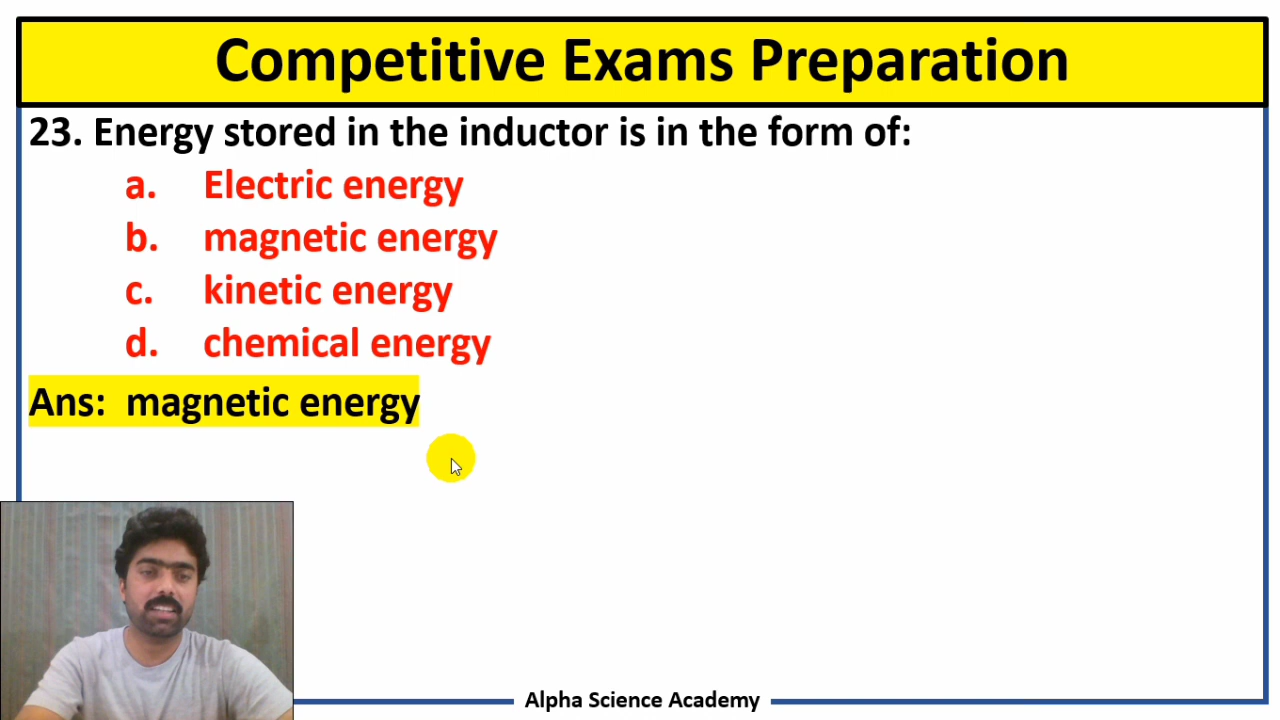 Competitive Exams Preparation
23. Energy stored in the inductor is in the form of:
a. Electric energy
b. magnetic energy
c. kinetic energy
d. chemical energy
Ans: magnetic energy
Alpha Science Academy